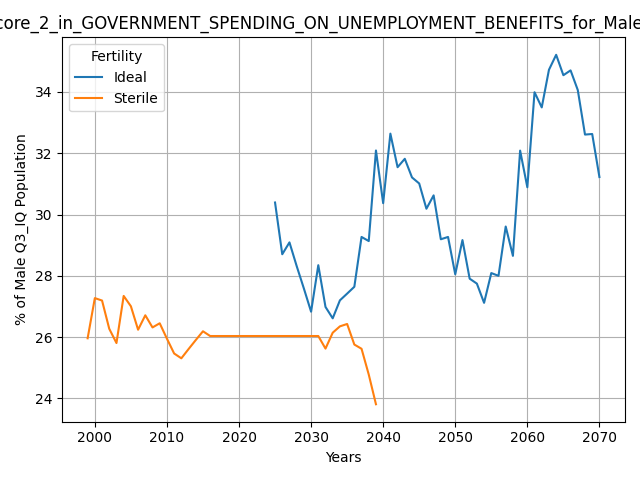 core_2_in_GOVERNMENT_SPENDING_ON_UNEMPLOYMENT_BENEFITS_for_Male
Fertility
Ideal
Sterile
% of Male Q3_IQ Population
34
32
30
28
26
24
2000 2010 2020 2030 2040 2050 2060 2070
Years